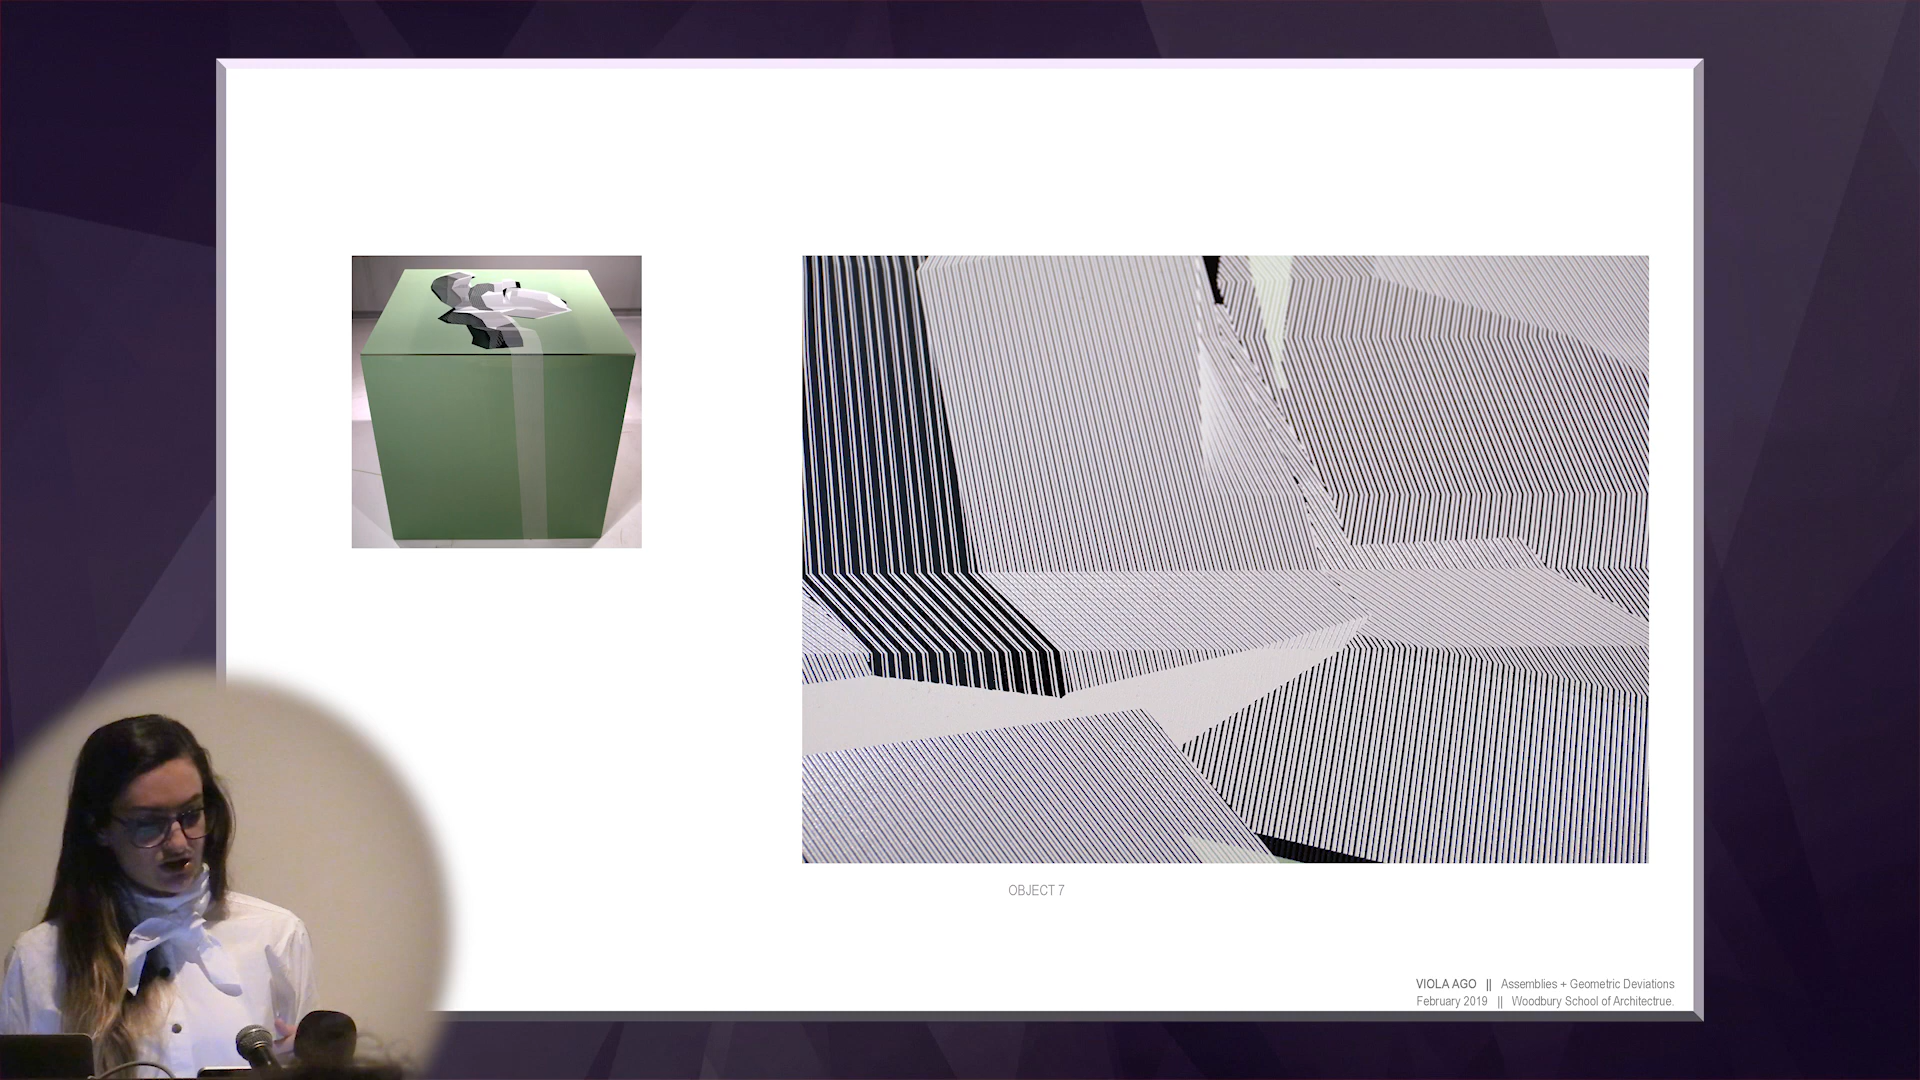 OBJECT 7
VIOLA AGO || Assemblies + Geometric Deviations
February 2019 || Woodbury School of Architectrue.